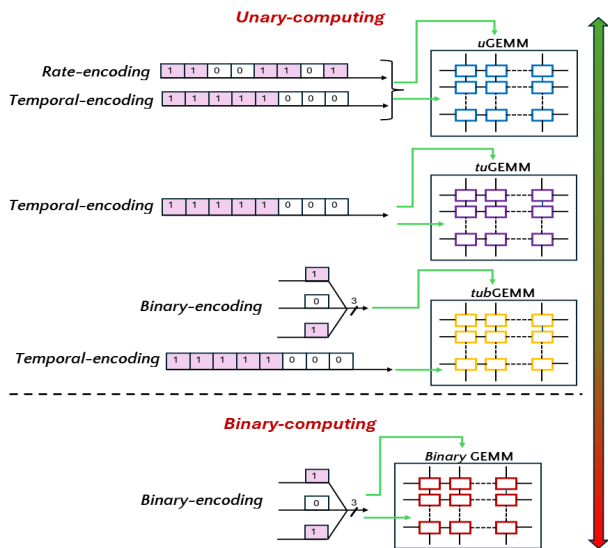 Unary-computing
uGEMM
Rate-encoding 1 1 0 0 1 1 0 1
Temporal-encoding 1 1 1 1 1 0 0 0
tuGEMM
Temporal-encoding 1 1 1 1 1 0 0 0
1
tubGEMM
Binary-encoding 0 3
1
Temporal-encoding 1 1 1 1 1 0 0 0
Binary-computing
Binary GEMM
1
Binary-encoding 0 3
1